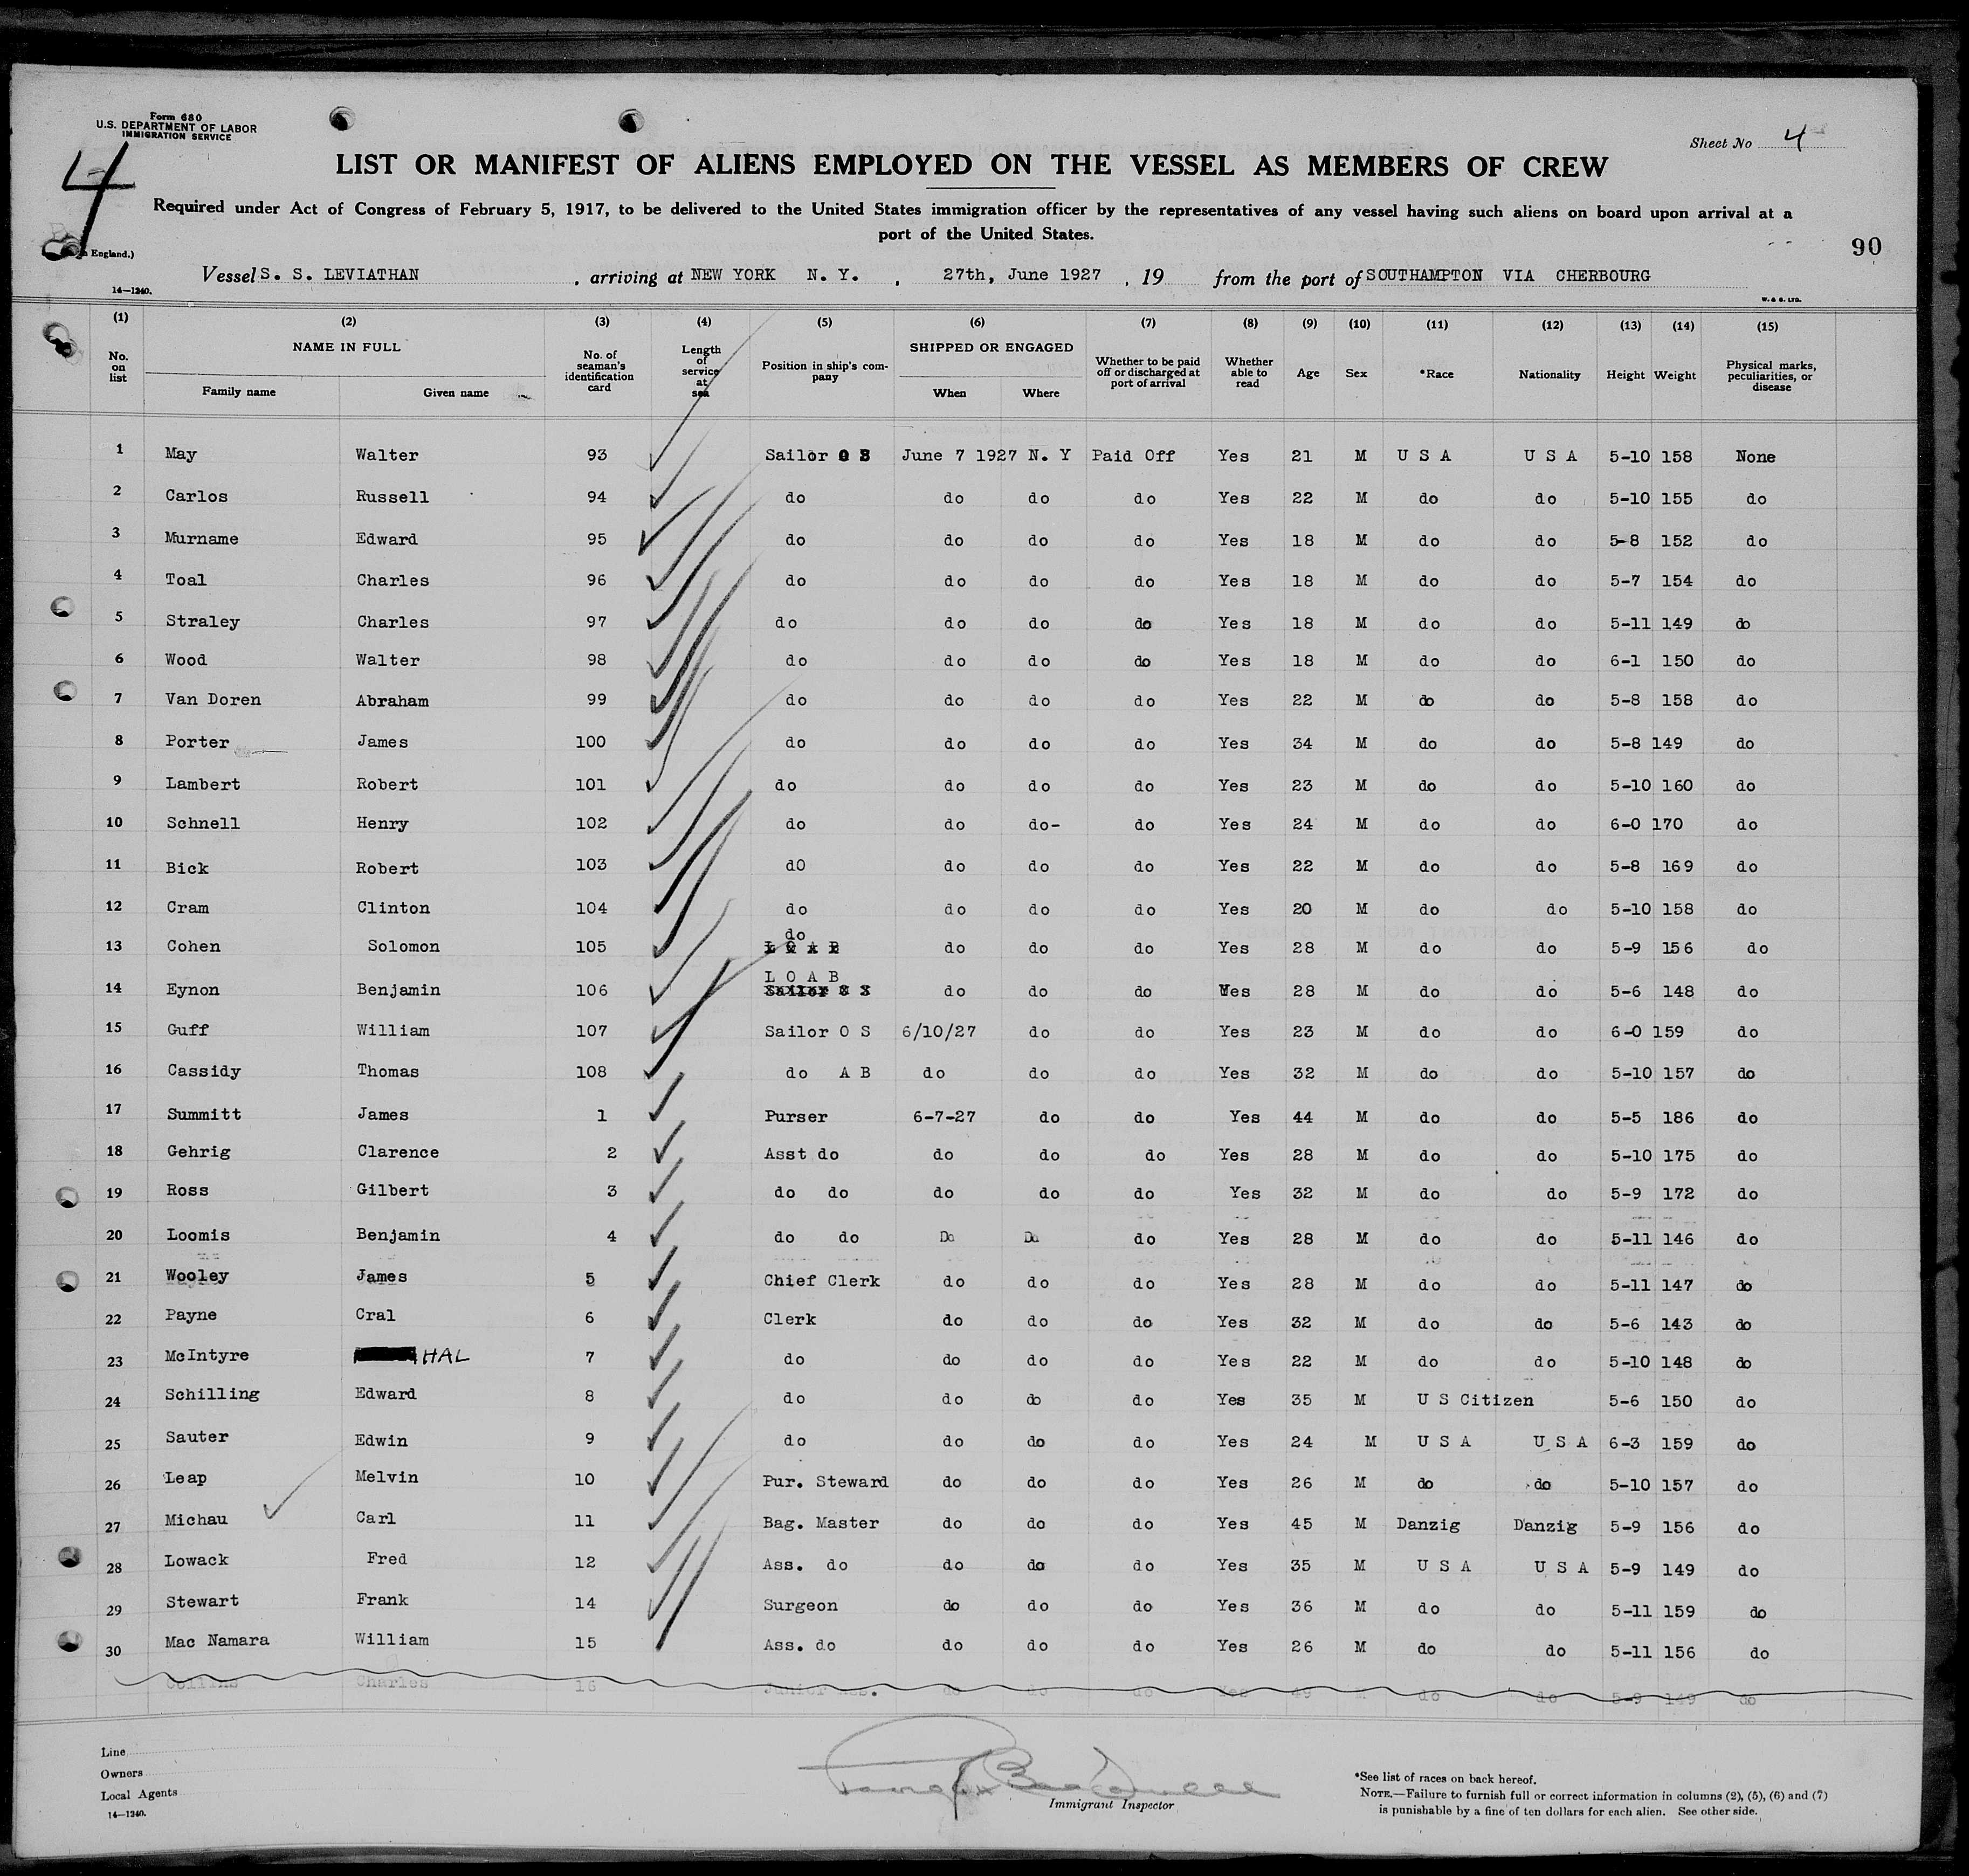 Form 680
U.S. DEPARTMENT OF LABOR
IMMIGRATION SERVICE
4
Sheet No 4
LIST OR MANIFEST OF ALIENS EMPLOYED ON THE VESSEL AS MEMBERS OF CREW
Required under Act of Congress of February 5, 1917, to be delivered to the United States immigration officer by the representatives of any vessel having such aliens on board upon arrival at a
port of the United States.
England.)
90
Vessel S. S. LEVIATHAN , arriving at NEW YORK N. Y. , 27th, June 1927 , 19 from the port of SOUTHAMPTON VIA CHERBOURG
14—1240.
W. & S. LTD.
(1) (2) (3) (4) (5) (6) (7) (8) (9) (10) (11) (12) (13) (14) (15)
No. on list NAME IN FULL Family name Given name No. of seaman's identification card Length of service at sea Position in ship's company SHIPPED OR ENGAGED When Where Whether to be paid off or discharged at port of arrival Whether able to read Age Sex *Race Nationality Height Weight Physical marks, peculiarities, or disease
1 May Walter 93 Sailor O S June 7 1927 N. Y Paid Off Yes 21 M U S A U S A 5-10 158 None
2 Carlos Russell 94 do do do do Yes 22 M do do 5-10 155 do
3 Murname Edward 95 do do do do Yes 18 M do do 5-8 152 do
4 Toal Charles 96 do do do do Yes 18 M do do 5-7 154 do
5 Straley Charles 97 do do do do Yes 18 M do do 5-11 149 do
6 Wood Walter 98 do do do do Yes 18 M do do 6-1 150 do
7 Van Doren Abraham 99 do do do do Yes 22 M do do 5-8 158 do
8 Porter James 100 do do do do Yes 34 M do do 5-8 149 do
9 Lambert Robert 101 do do do do Yes 23 M do do 5-10 160 do
10 Schnell Henry 102 do do do- do Yes 24 M do do 6-0 170 do
11 Bick Robert 103 dO do do do Yes 22 M do do 5-8 169 do
12 Cram Clinton 104 do do do do Yes 20 M do do 5-10 158 do
13 Cohen Solomon 105 do do do do Yes 28 M do do 5-9 156 do
14 Eynon Benjamin 106 L O A B do do do Yes 28 M do do 5-6 148 do
15 Guff William 107 Sailor O S 6/10/27 do do Yes 23 M do do 6-0 159 do
16 Cassidy Thomas 108 do A B do do do Yes 32 M do do 5-10 157 do
17 Summitt James 1 Purser 6-7-27 do do Yes 44 M do do 5-5 186 do
18 Gehrig Clarence 2 Asst do do do do Yes 28 M do do 5-10 175 do
19 Ross Gilbert 3 do do do do do Yes 32 M do do 5-9 172 do
20 Loomis Benjamin 4 do do Do Do do Yes 28 M do do 5-11 146 do
21 Wooley James 5 Chief Clerk do do do Yes 28 M do do 5-11 147 do
22 Payne Cral 6 Clerk do do do Yes 32 M do do 5-6 143 do
23 McIntyre HAL 7 do do do do Yes 22 M do do 5-10 148 do
24 Schilling Edward 8 do do do do Yes 35 M U S Citizen 5-6 150 do
25 Sauter Edwin 9 do do do do Yes 24 M U S A U S A 6-3 159 do
26 Leap Melvin 10 Pur. Steward do do do Yes 26 M do do 5-10 157 do
27 Michau Carl 11 Bag. Master do do do Yes 45 M Danzig Danzig 5-9 156 do
28 Lowack Fred 12 Ass. do do do do Yes 35 M U S A U S A 5-9 149 do
29 Stewart Frank 14 Surgeon do do do Yes 36 M do do 5-11 159 do
30 Mac Namara William 15 Ass. do do do do Yes 26 M do do 5-11 156 do
Collins Charles 16 Junior do do do Yes 49 M do do 5-9 149 do
Line
Owners
Local Agents
14—1240.
Immigrant Inspector
*See list of races on back hereof.
NOTE.—Failure to furnish full or correct information in columns (2), (5), (6) and (7)
is punishable by a fine of ten dollars for each alien. See other side.